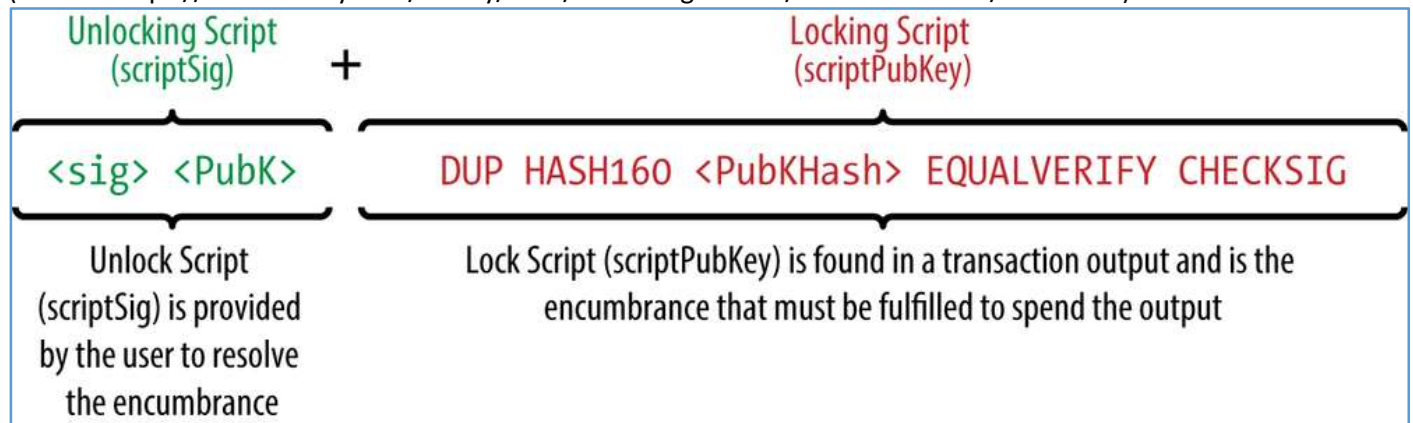 Unlocking Script
(scriptSig)
+
Locking Script
(scriptPubKey)
<sig> <PubK>
DUP HASH160 <PubKHash> EQUALVERIFY CHECKSIG
Unlock Script
(scriptSig) is provided
by the user to resolve
the encumbrance
Lock Script (scriptPubKey) is found in a transaction output and is the
encumbrance that must be fulfilled to spend the output